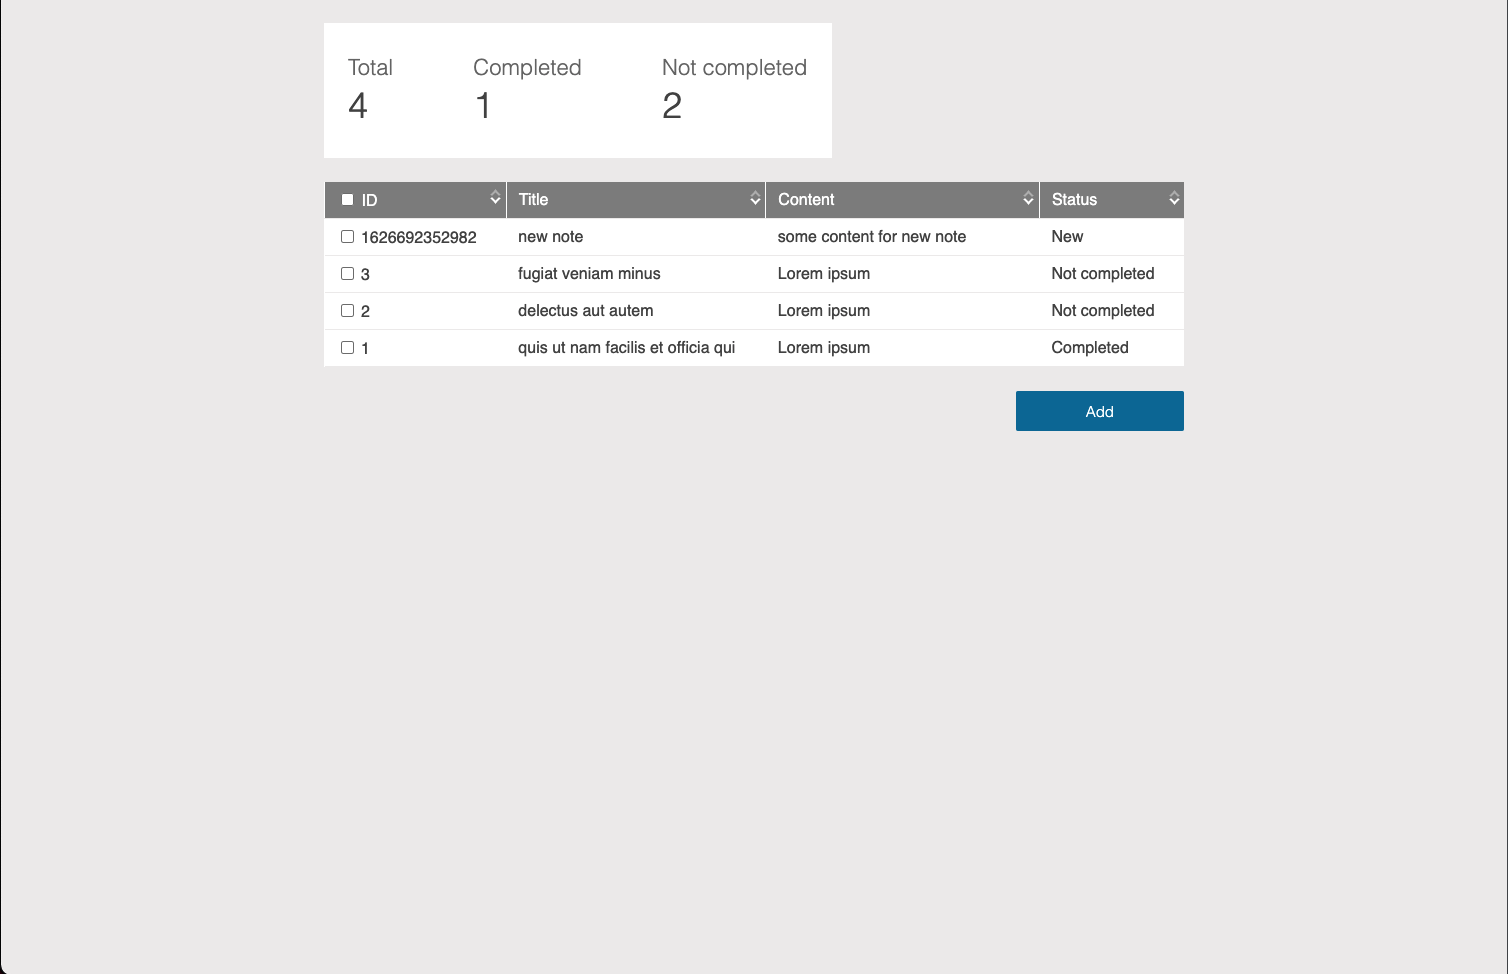 Total Completed Not completed
4 1 2
ID Title Content Status
1626692352982 new note some content for new note New
3 fugiat veniam minus Lorem ipsum Not completed
2 delectus aut autem Lorem ipsum Not completed
1 quis ut nam facilis et officia qui Lorem ipsum Completed
Add